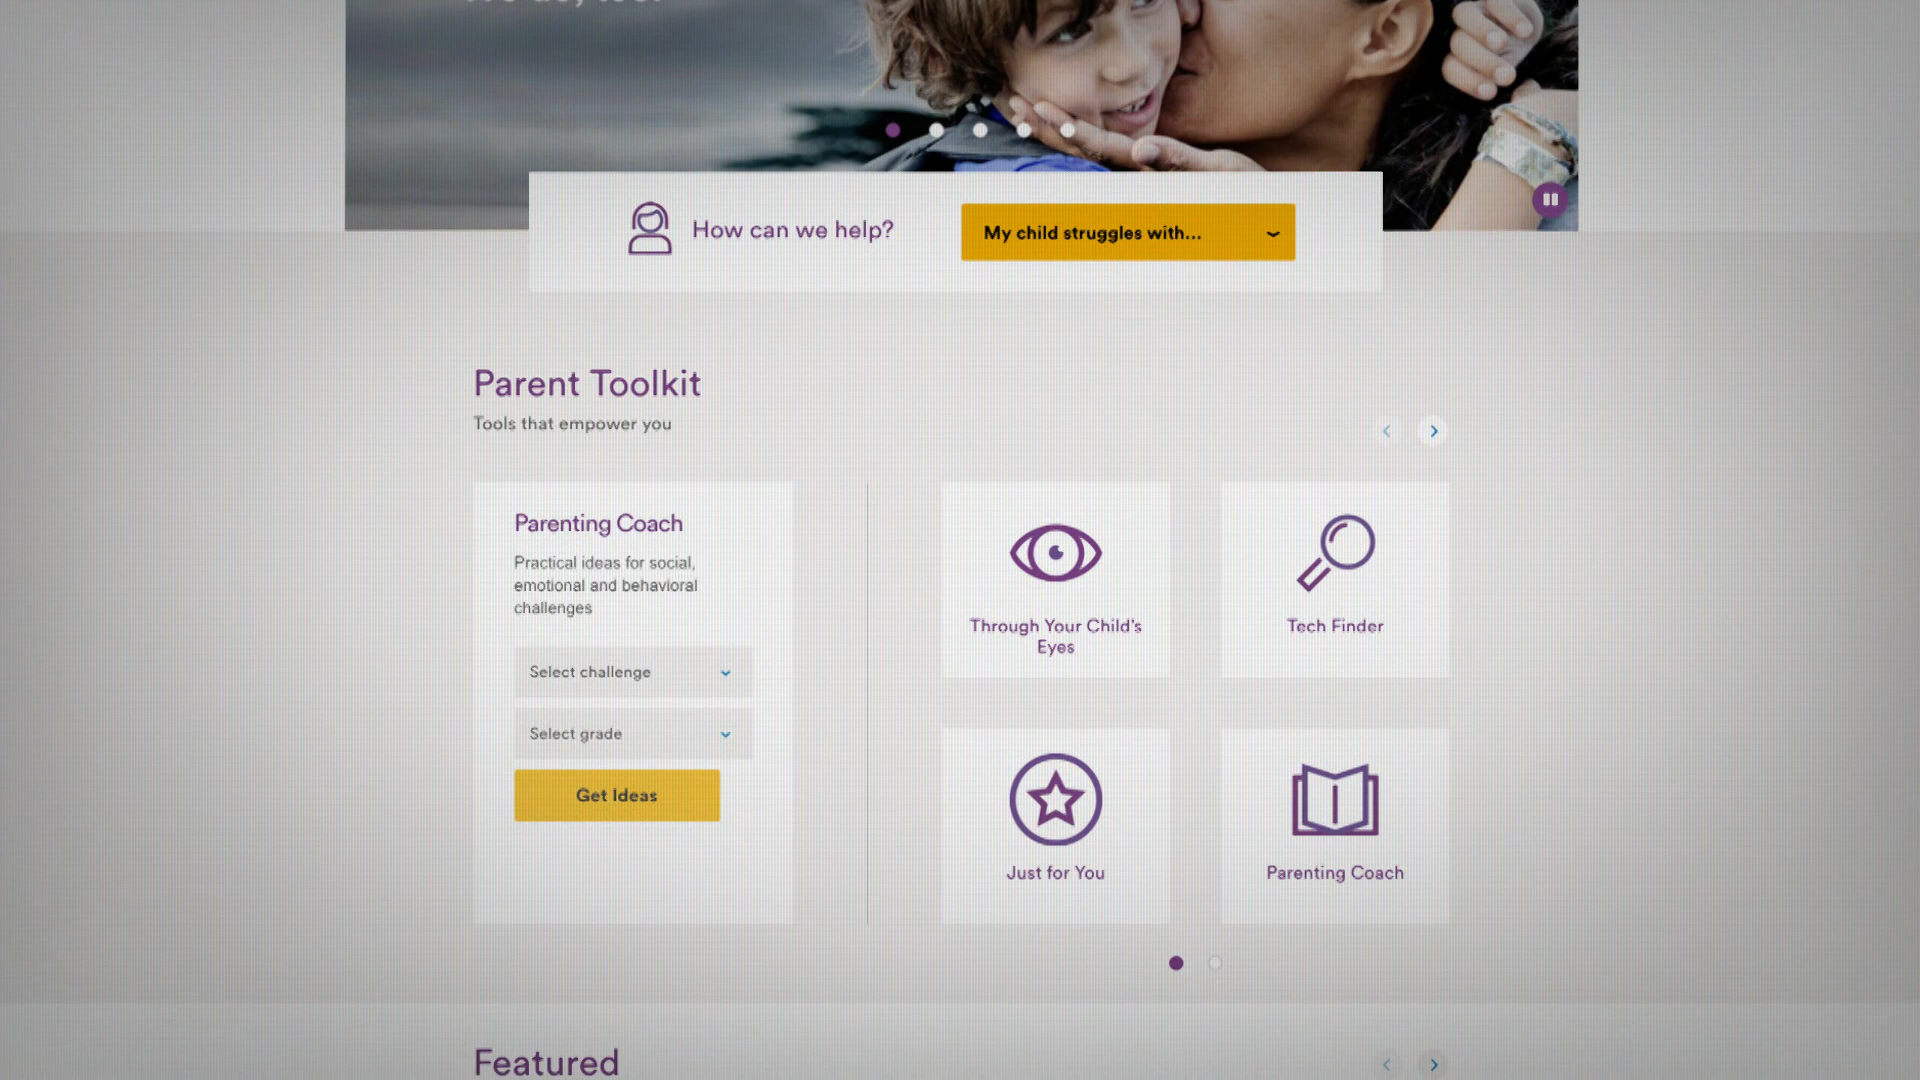 How can we help?
My child struggles with...
Parent Toolkit
Tools that empower you
Parenting Coach
Practical ideas for social,
emotional and behavioral
challenges
Select challenge
Select grade
Get Ideas
Through Your Child's
Eyes
Tech Finder
Just for You
Parenting Coach
Featured